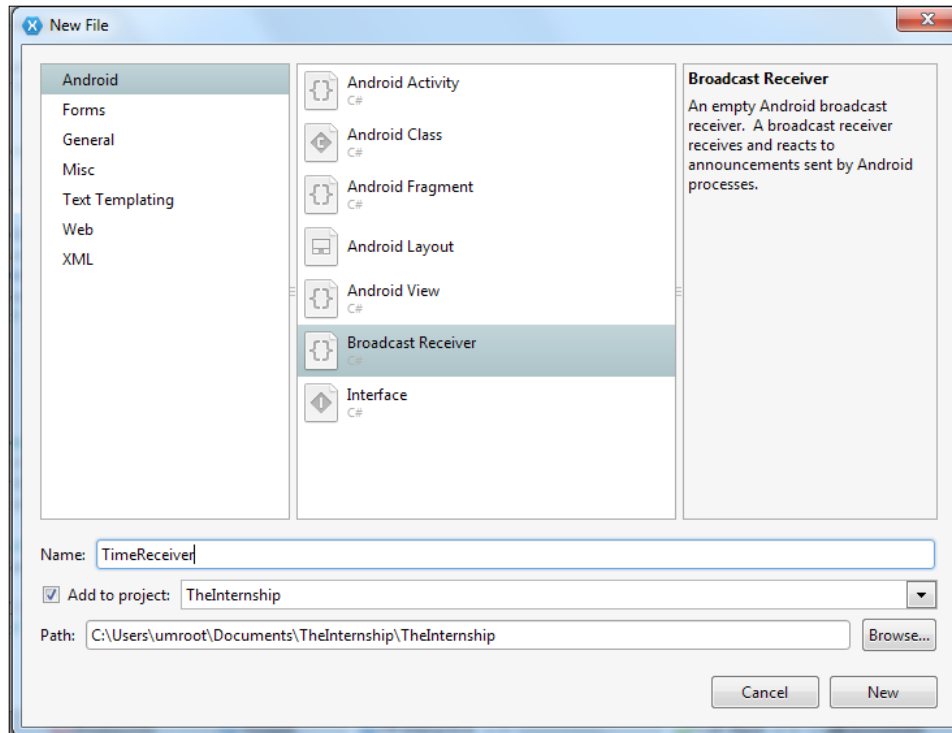 New File
Android
Forms
General
Misc
Text Templating
Web
XML
Android Activity
C#
Android Class
C#
Android Fragment
C#
Android Layout
Android View
C#
Broadcast Receiver
C#
Interface
C#
Broadcast Receiver
An empty Android broadcast
receiver. A broadcast receiver
receives and reacts to
announcements sent by Android
processes.
Name: TimeReceiver
Add to project: TheInternship
Path: C:\Users\umroot\Documents\TheInternship\TheInternship Browse...
Cancel New